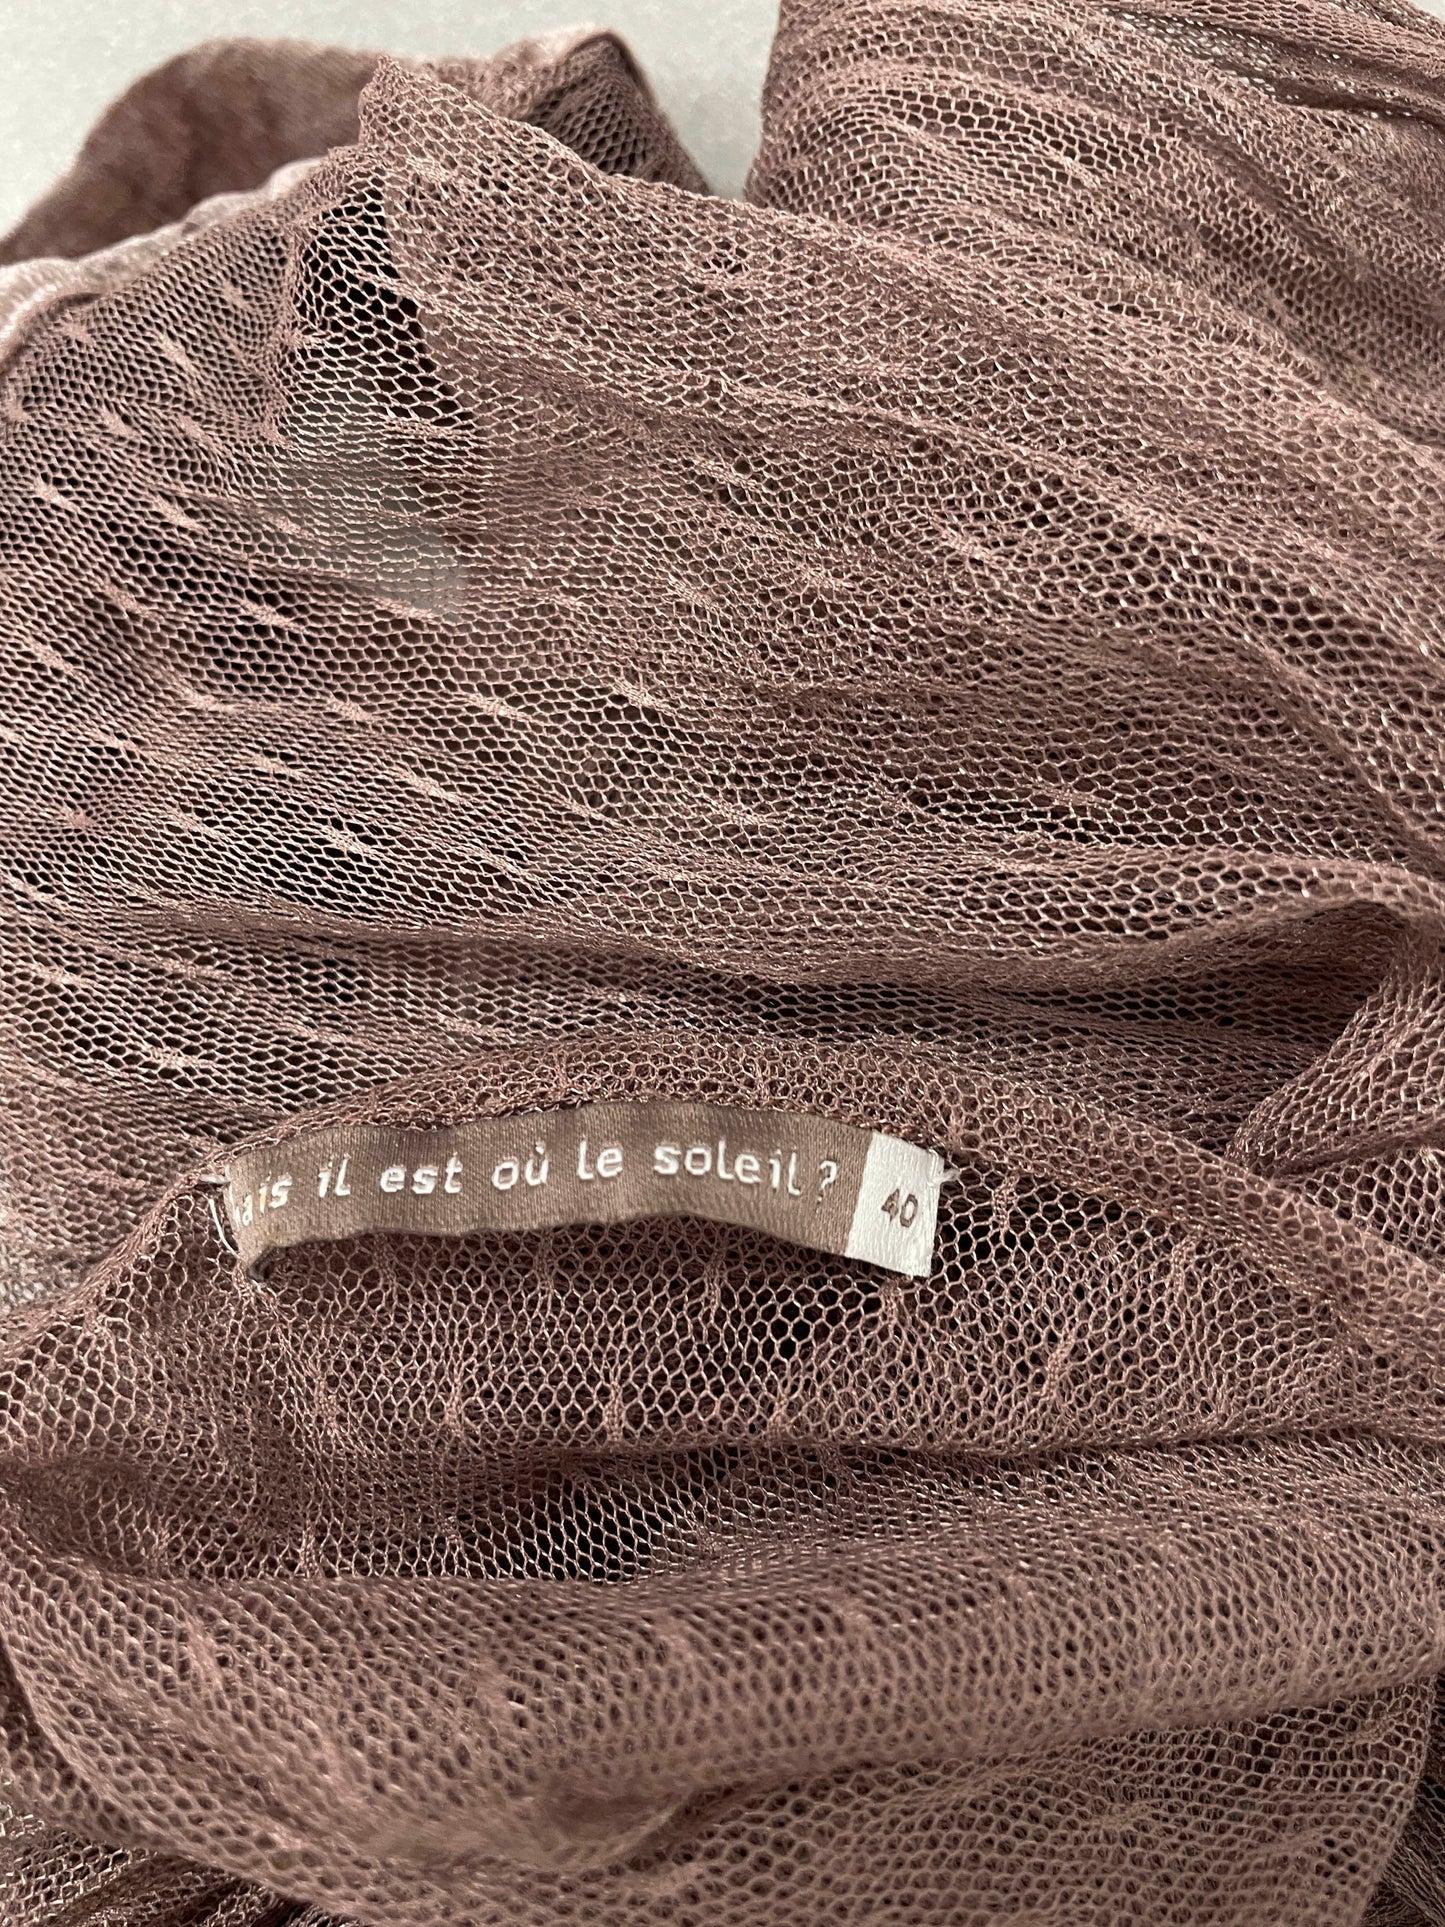 ais il est où le soleil ? 40